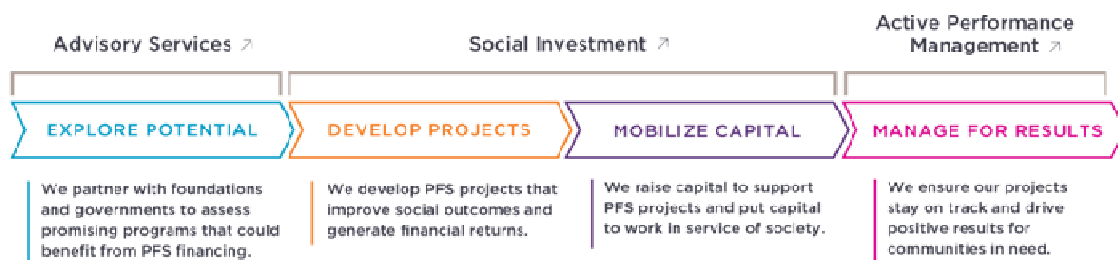 Advisory Services ↗
Social Investment ↗
Active Performance
Management ↗
EXPLORE POTENTIAL
DEVELOP PROJECTS
MOBILIZE CAPITAL
MANAGE FOR RESULTS
We partner with foundations
and governments to assess
promising programs that could
benefit from PFS financing.
We develop PFS projects that
improve social outcomes and
generate financial returns.
We raise capital to support
PFS projects and put capital
to work in service of society.
We ensure our projects
stay on track and drive
positive results for
communities in need.